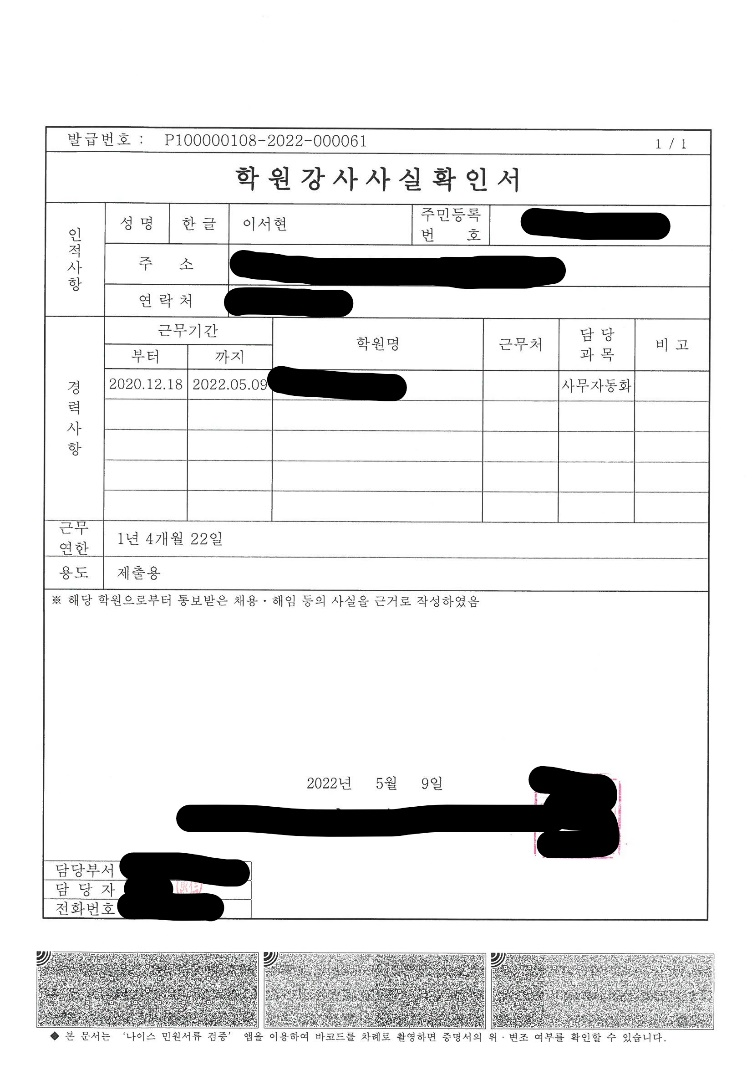 발급번호 : P100000108-2022-000061 1 / 1
학원강사사실확인서
인적사항
성 명 한 글 이서현 주민등록번 호
주 소
연 락 처
경력사항
근무기간 학원명 근무처 담당과목 비 고
부터 까지
2020.12.18 2022.05.09 사무자동화
근무연한 1년 4개월 22일
용도 제출용
※ 해당 학원으로부터 통보받은 채용·해임 등의 사실을 근거로 작성하였음
2022년 5월 9일
담당부서
담 당 자
전화번호
◆ 본 문서는 '나이스 민원서류 검증' 앱을 이용하여 바코드를 차례로 촬영하면 증명서의 위·변조 여부를 확인할 수 있습니다.